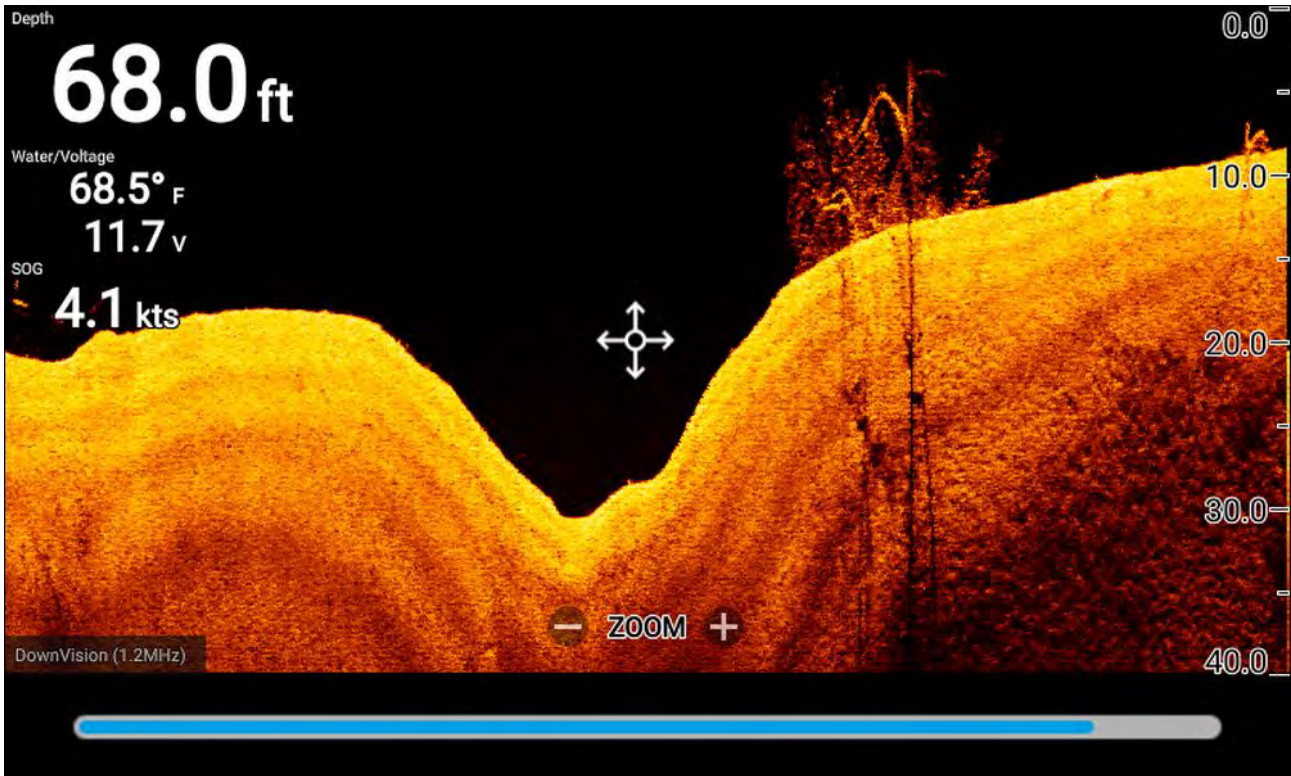 Depth
68.0 ft
Water/Voltage
68.5° F
11.7 V
SOG
4.1 kts
0.0
10.0
20.0
30.0
40.0
− ZOOM +
DownVision (1.2MHz)